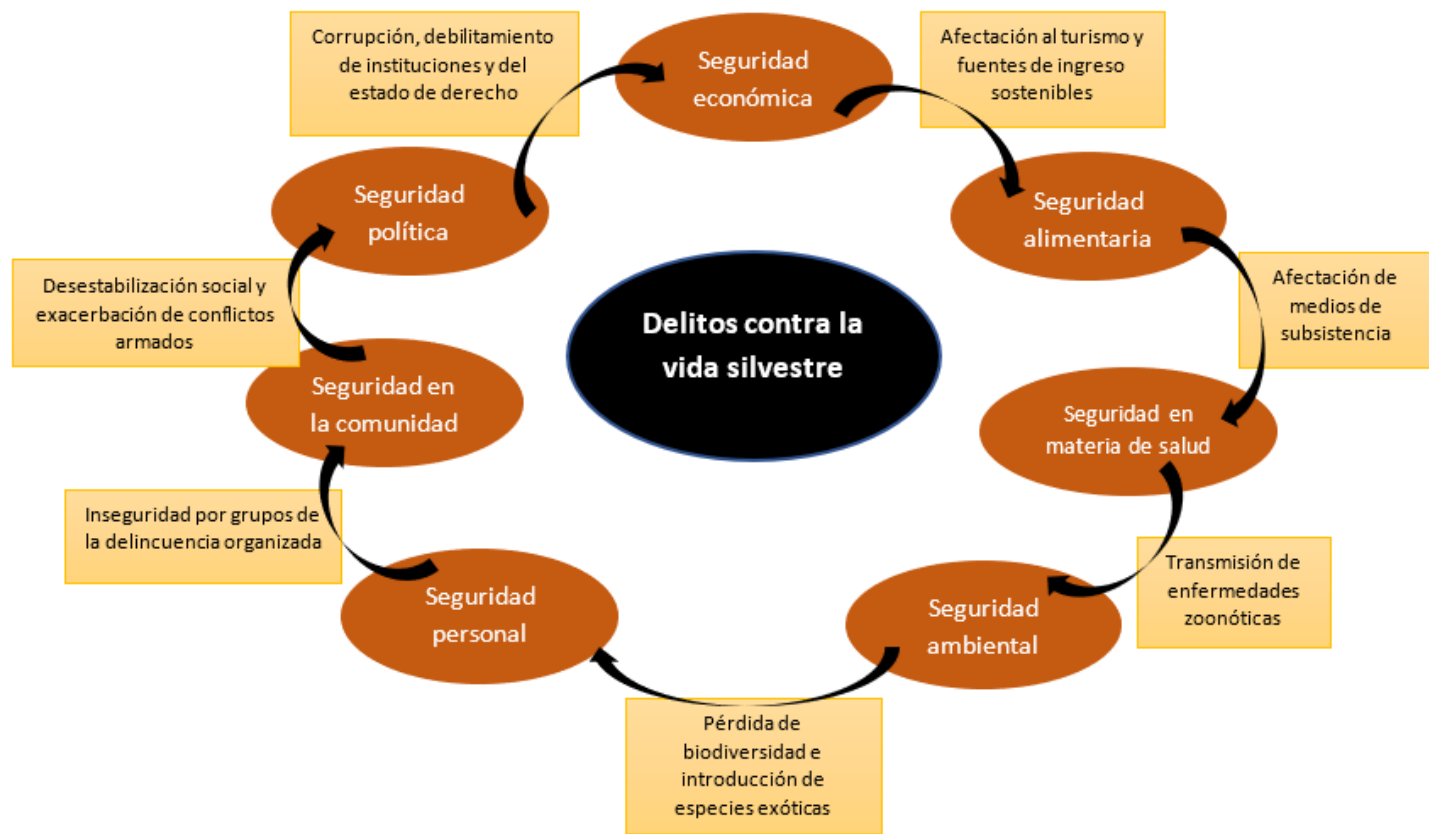 Corrupción, debilitamiento
de instituciones y del
estado de derecho
Seguridad
económica
Afectación al turismo y
fuentes de ingreso
sostenibles
Seguridad
política
Seguridad
alimentaria
Desestabilización social y
exacerbación de conflictos
armados
Delitos contra la
vida silvestre
Afectación de
medios de
subsistencia
Seguridad en
la comunidad
Seguridad en
materia de salud
Inseguridad por grupos de
la delincuencia organizada
Seguridad
personal
Seguridad
ambiental
Transmisión de
enfermedades
zoonóticas
Pérdida de
biodiversidad e
introducción de
especies exóticas